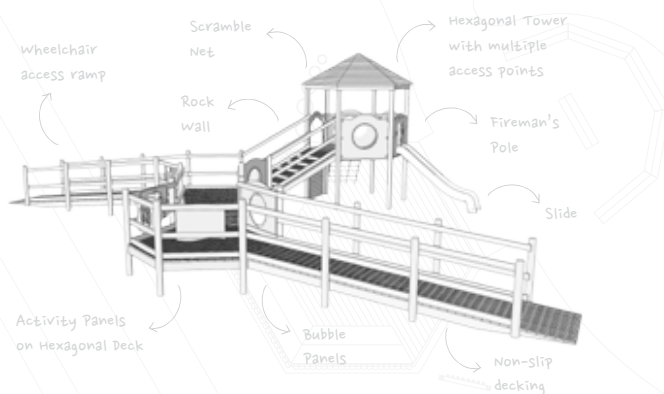 Scramble
Net
Hexagonal Tower
with multiple
access points
Wheelchair
access ramp
Rock
Wall
Fireman's
Pole
Slide
Activity Panels
on Hexagonal Deck
Bubble
Panels
Non-slip
decking